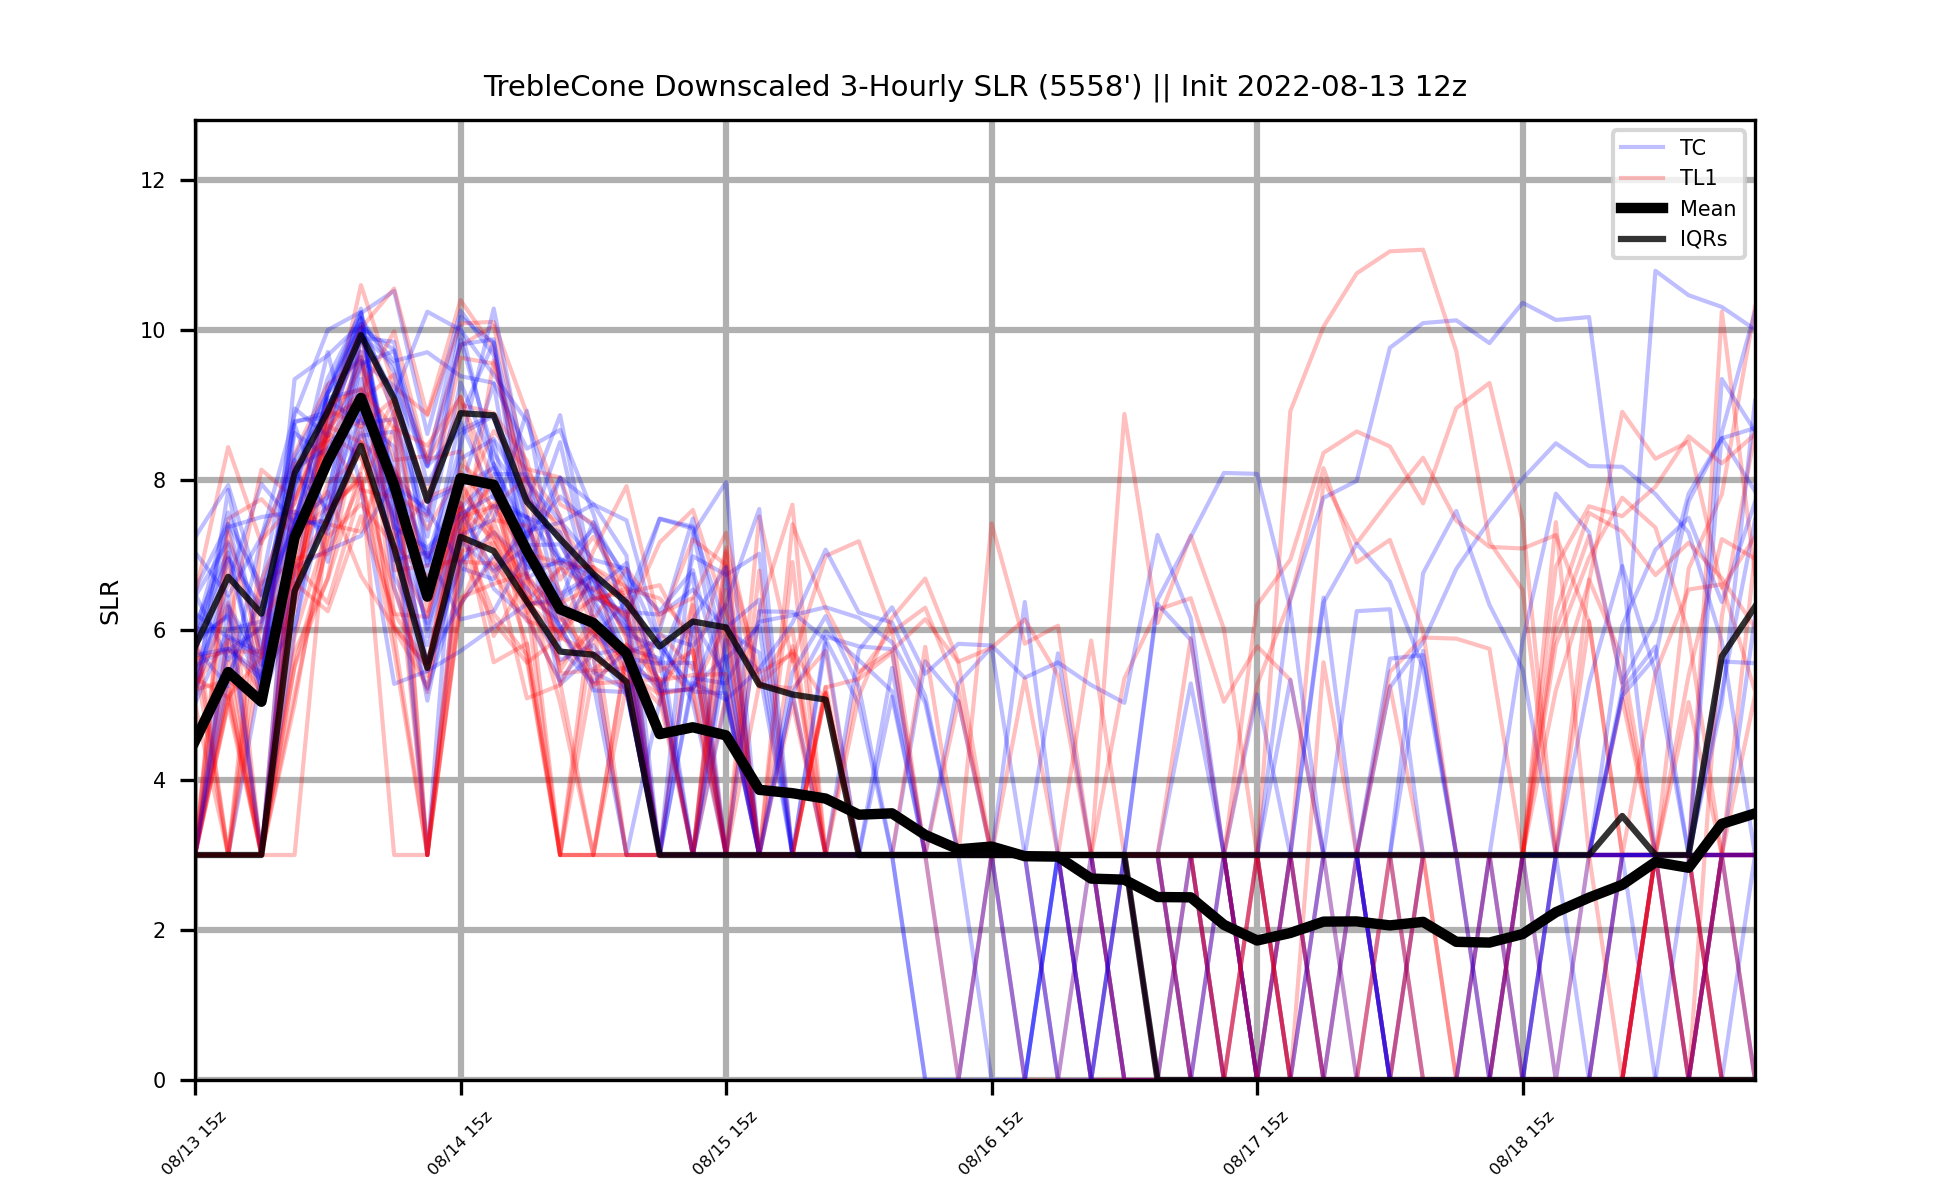 TrebleCone Downscaled 3-Hourly SLR (5558') || Init 2022-08-13 12z
TC
TL1
Mean
IQRs
SLR
12
10
8
6
4
2
0
08/13 15z
08/14 15z
08/15 15z
08/16 15z
08/17 15z
08/18 15z